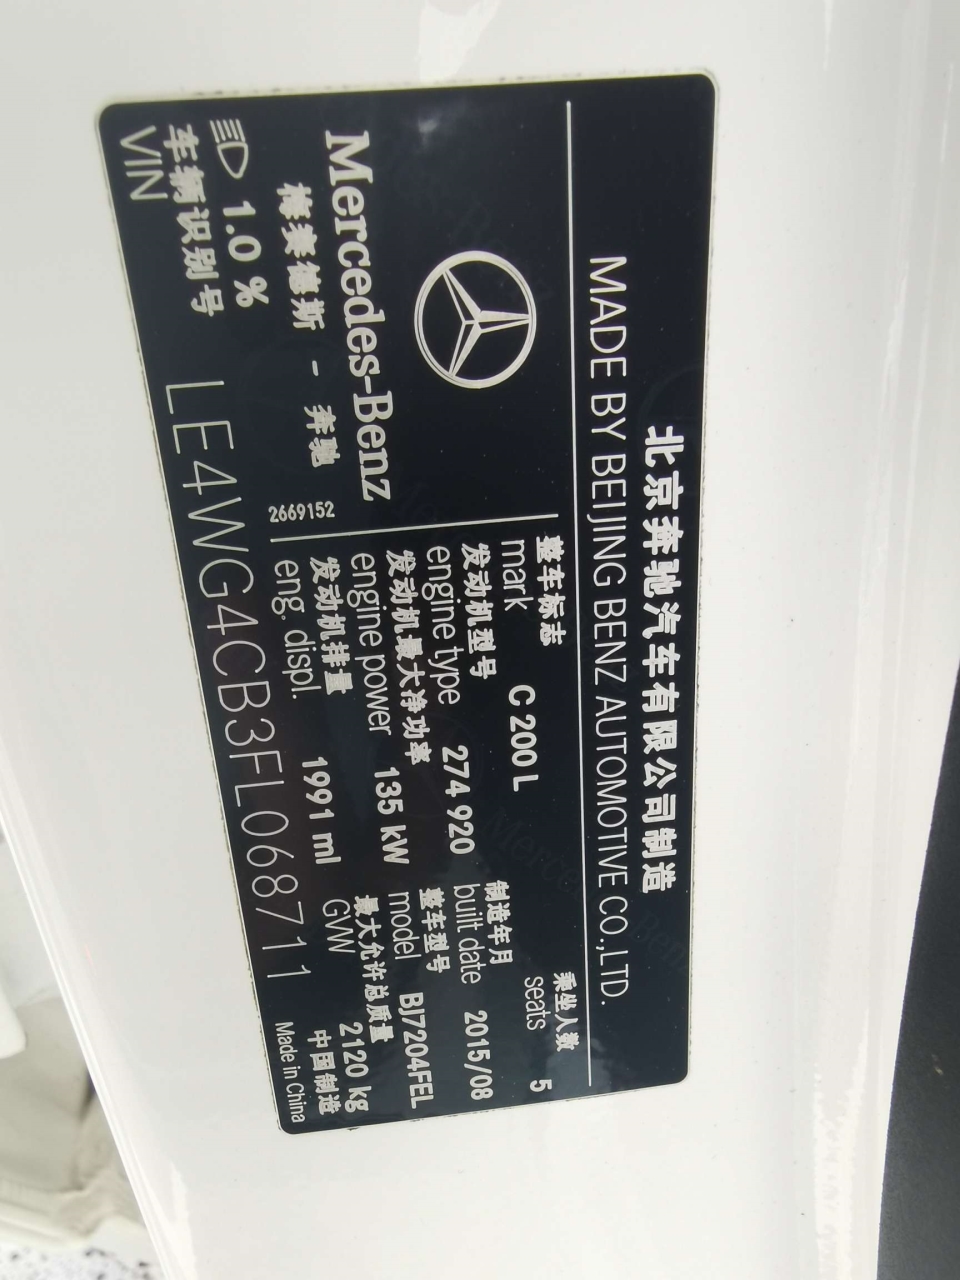 北京奔驰汽车有限公司制造
MADE BY BEIJING BENZ AUTOMOTIVE CO.,LTD.
Mercedes-Benz
梅赛德斯 - 奔驰
2669152
整车标志
mark C 200 L
乘坐人数
seats 5
发动机型号
engine type 274 920
制造年月
built date 2015/08
发动机最大净功率
engine power 135 kW
整车型号
model BJ7204FEL
发动机排量
eng. displ. 1991 ml
最大允许总质量
GVW 2120 kg
1.0 %
中国制造
Made in China
车辆识别号
VIN LE4WG4CB3FL068711